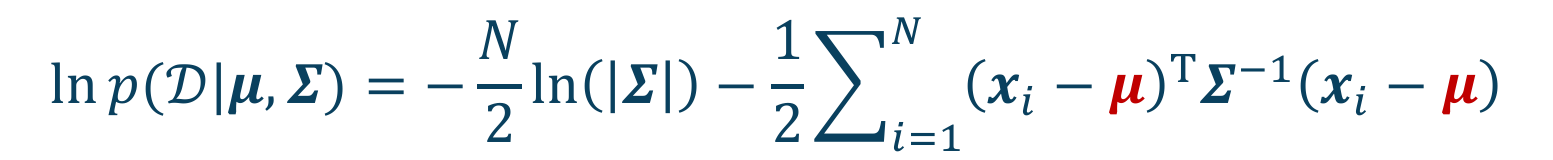 ln p(𝒟|μ, Σ) = −N/2 ln(|Σ|) − 1/2 ∑_{i=1}^{N} (x_i − μ)^T Σ^{−1} (x_i − μ)